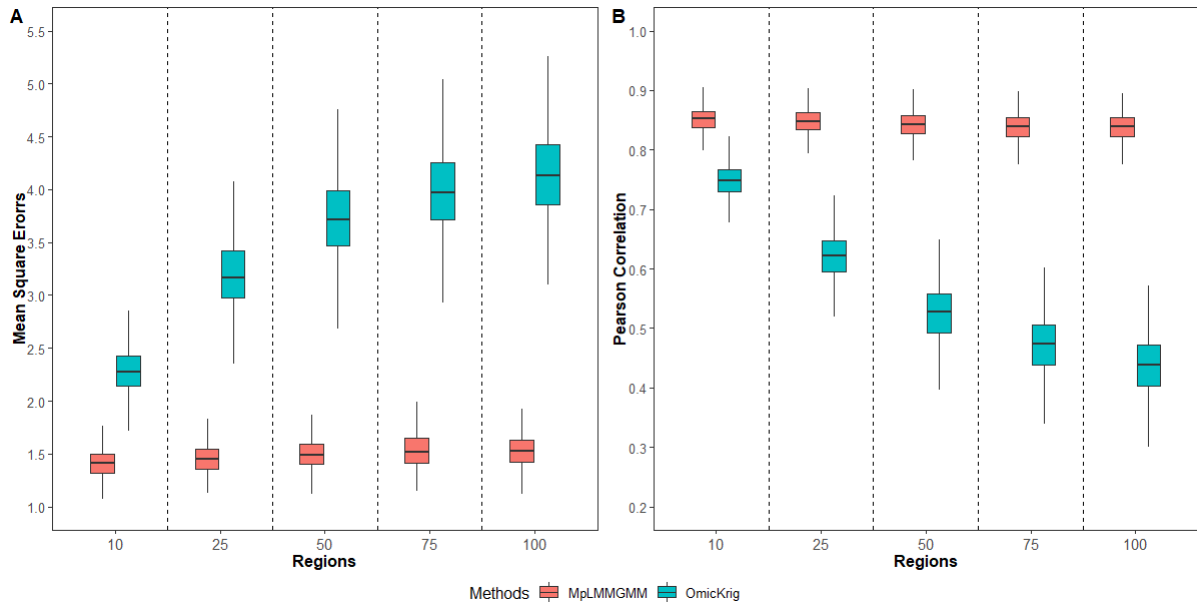 A
Mean Square Erorrs
5.5
5.0
4.5
4.0
3.5
3.0
2.5
2.0
1.5
1.0
10 25 50 75 100
Regions
B
Pearson Correlation
1.0
0.9
0.8
0.7
0.6
0.5
0.4
0.3
0.2
10 25 50 75 100
Regions
Methods MpLMMGMM OmicKrig